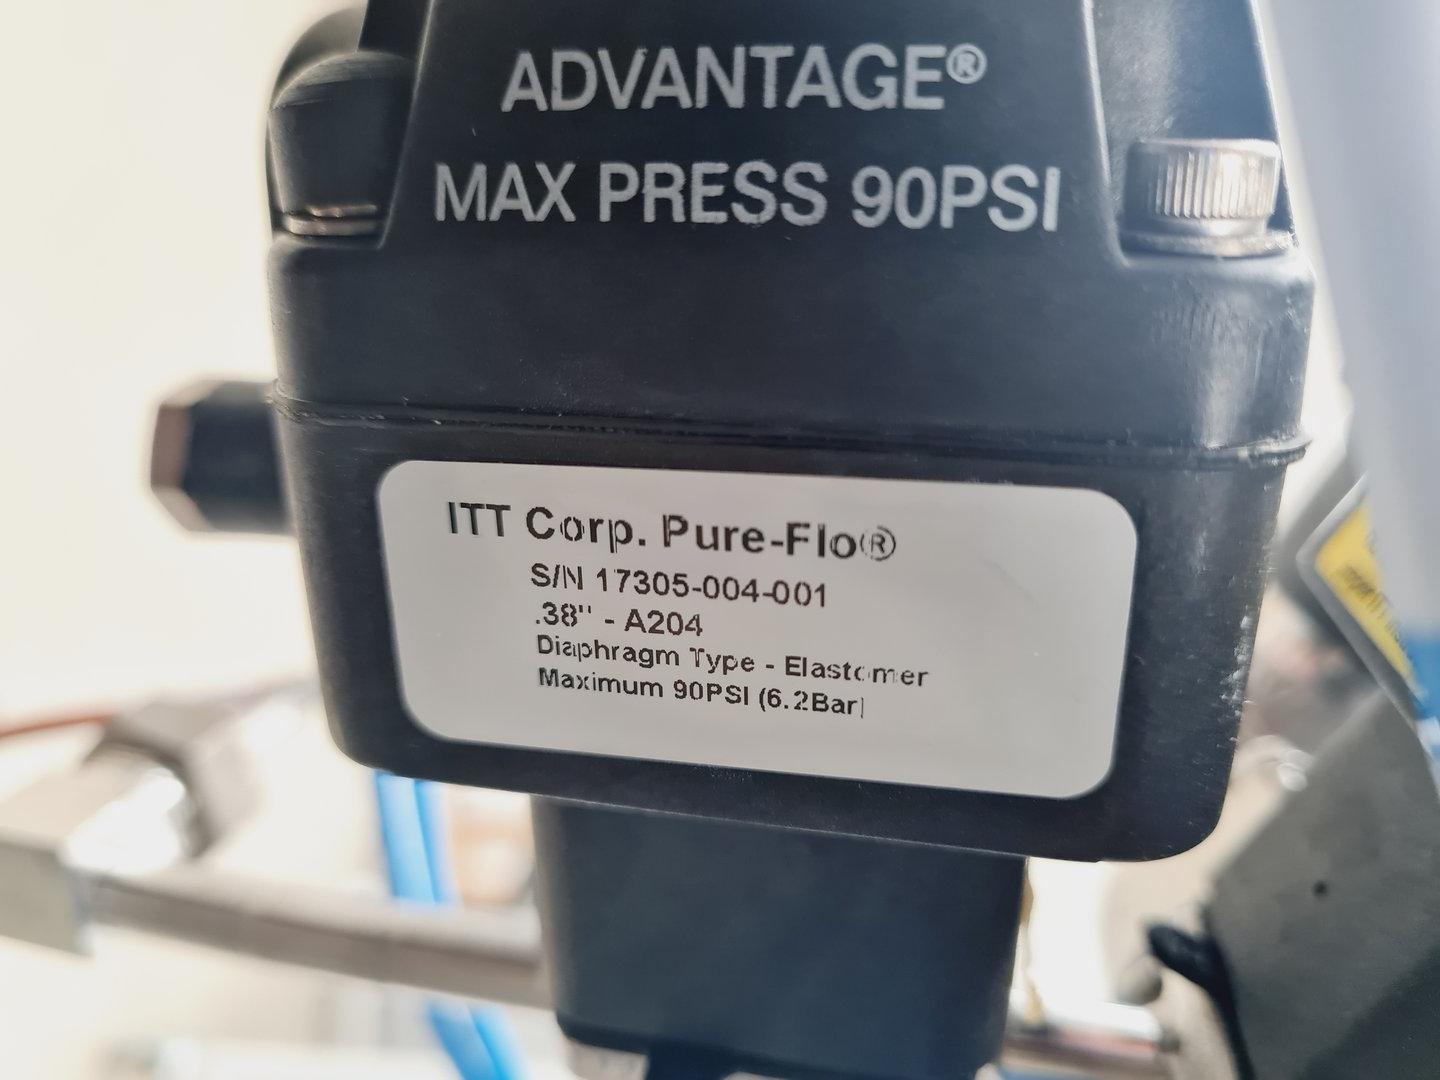 ADVANTAGE®
MAX PRESS 90PSI
ITT Corp. Pure-Flo®
S/N 17305-004-001
.38" - A204
Diaphragm Type - Elastomer
Maximum 90PSI (6.2Bar)